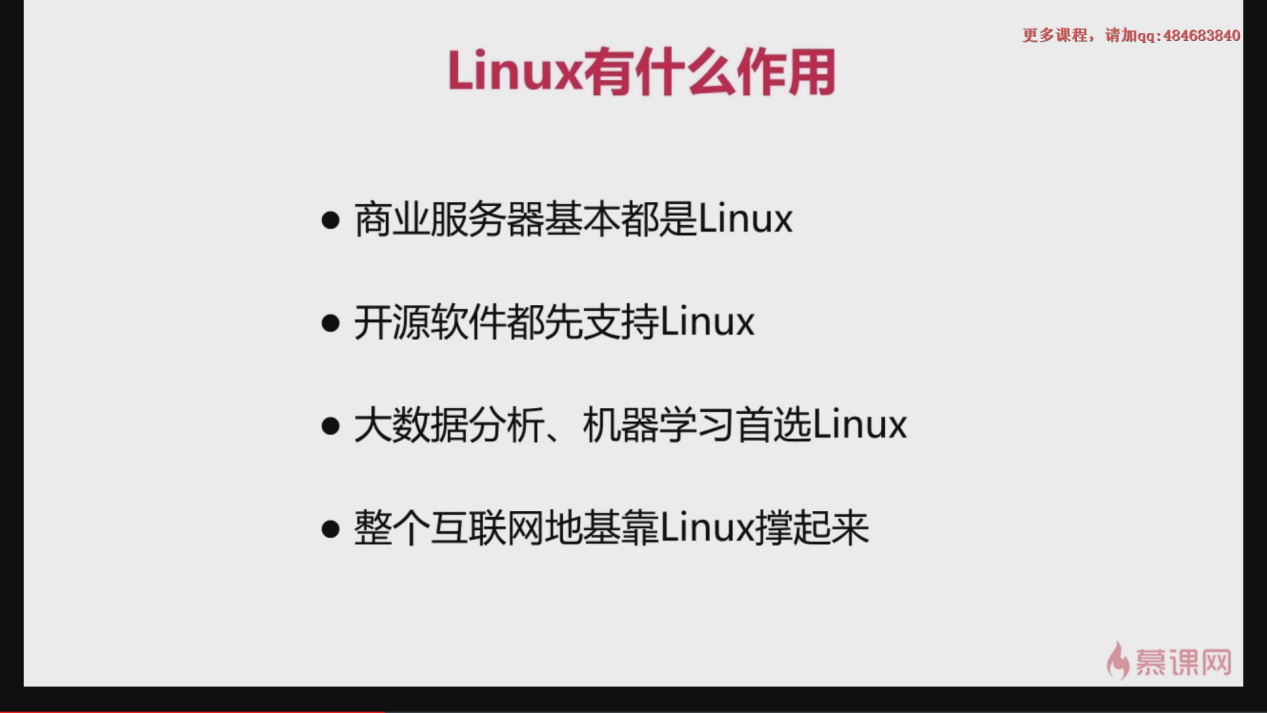 更多课程，请加qq:484683840
Linux有什么作用
● 商业服务器基本都是Linux
● 开源软件都先支持Linux
● 大数据分析、机器学习首选Linux
● 整个互联网地基靠Linux撑起来
慕课网